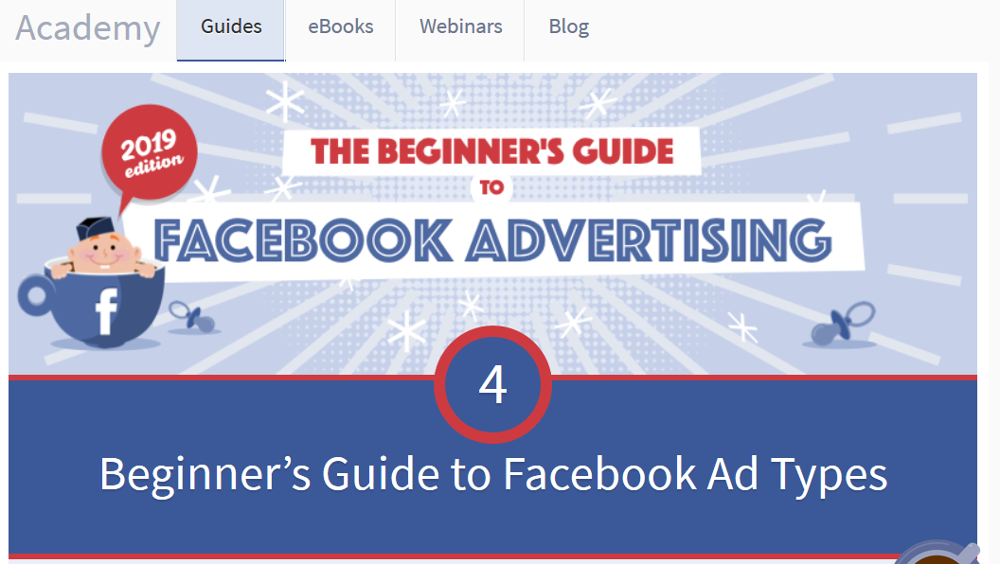 Academy Guides eBooks Webinars Blog
2019
edition
THE BEGINNER'S GUIDE
TO
FACEBOOK ADVERTISING
f
4
Beginner’s Guide to Facebook Ad Types